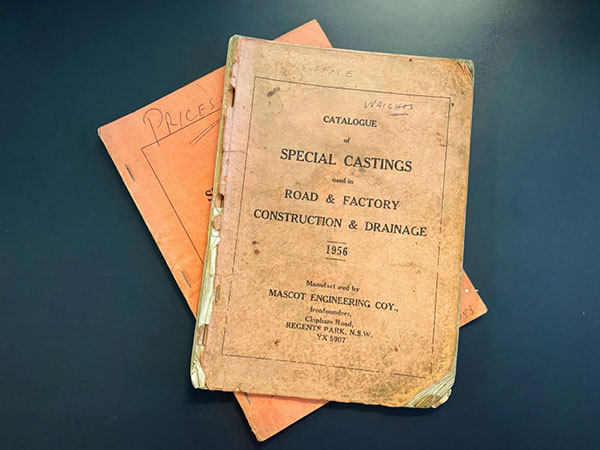 PRICES
OFFICE
WEIGHTS
CATALOGUE
of
SPECIAL CASTINGS
used in
ROAD & FACTORY
CONSTRUCTION & DRAINAGE
1956
Manufactured by
MASCOT ENGINEERING COY.,
Ironfounders,
Clapham Road,
REGENTS PARK, N.S.W.
YX 5907